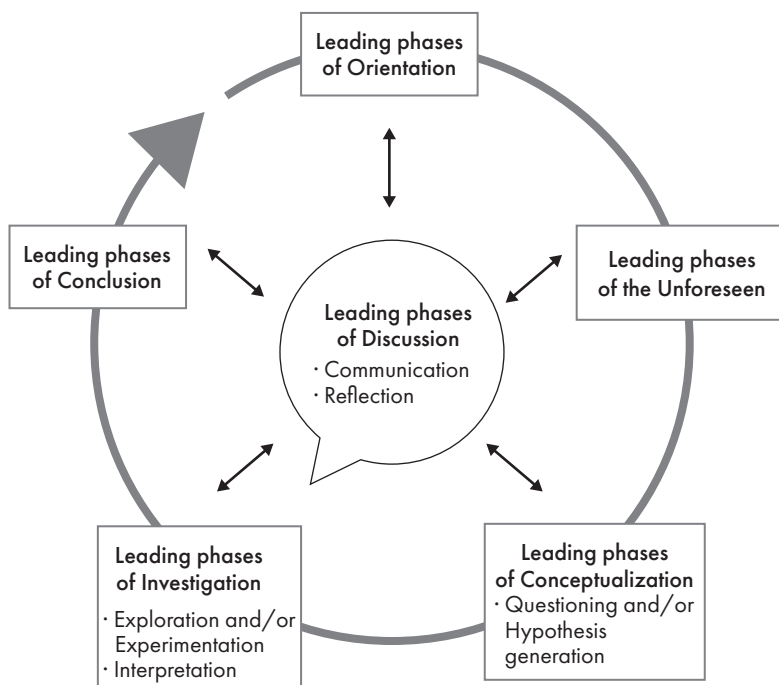 Leading phases
of Orientation
Leading phases
of the Unforeseen
Leading phases
of Conceptualization
· Questioning and/or
Hypothesis
generation
Leading phases
of Investigation
· Exploration and/or
Experimentation
· Interpretation
Leading phases
of Conclusion
Leading phases
of Discussion
· Communication
· Reflection